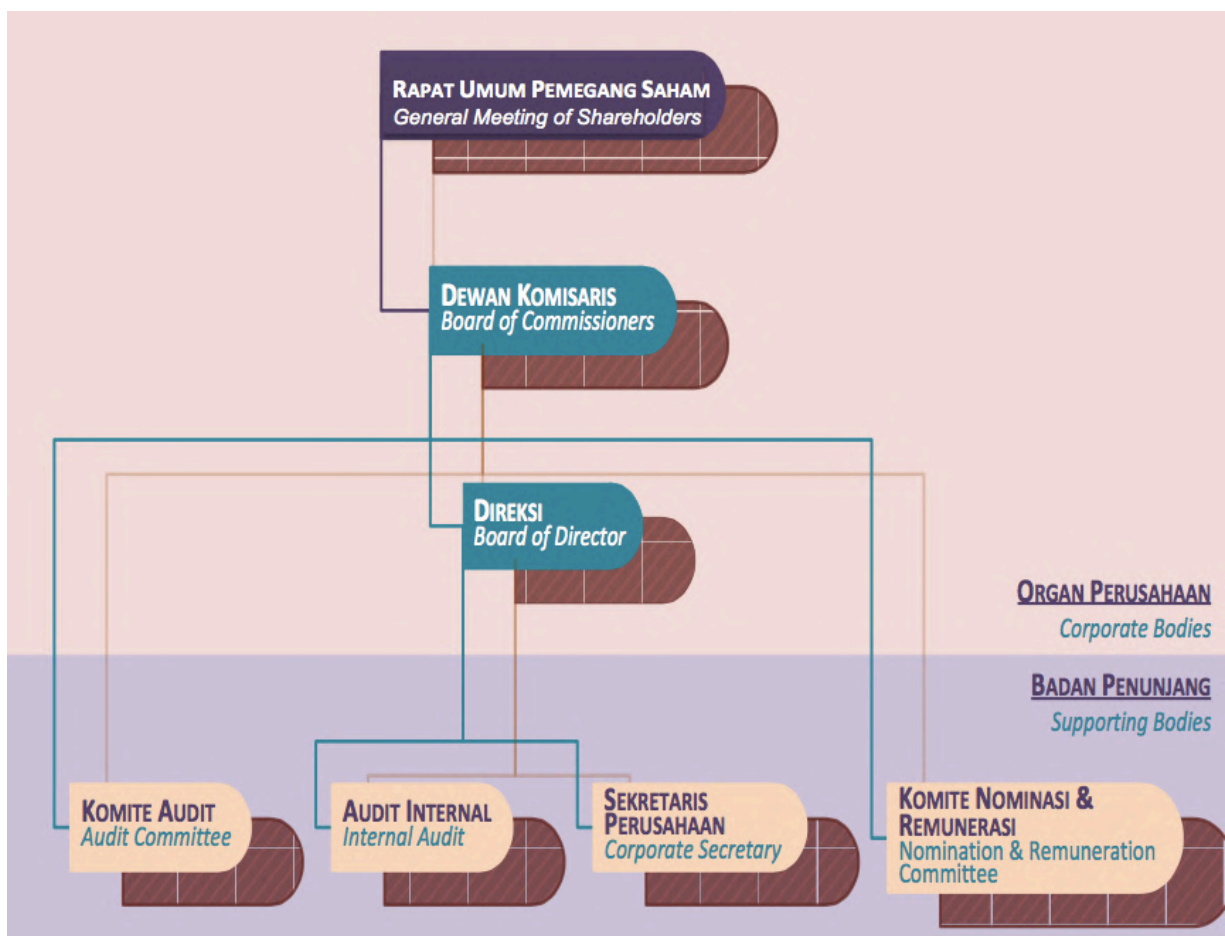 RAPAT UMUM PEMEGANG SAHAM
General Meeting of Shareholders
DEWAN KOMISARIS
Board of Commissioners
DIREKSI
Board of Director
ORGAN PERUSAHAAN
Corporate Bodies
BADAN PENUNJANG
Supporting Bodies
KOMITE AUDIT
Audit Committee
AUDIT INTERNAL
Internal Audit
SEKRETARIS
PERUSAHAAN
Corporate Secretary
KOMITE NOMINASI &
REMUNERASI
Nomination & Remuneration
Committee